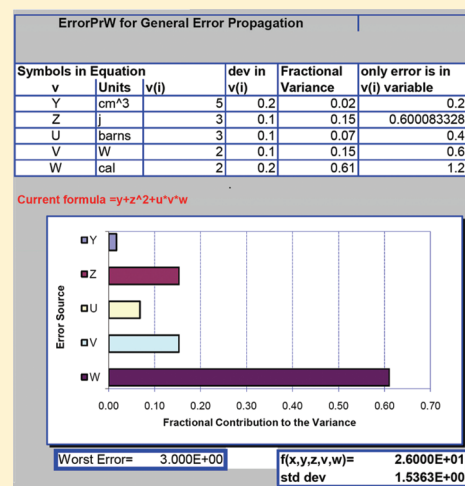 ErrorPrW for General Error Propagation
Symbols in Equation dev in Fractional only error is in
v Units v(i) v(i) Variance v(i) variable
Y cm^3 5 0.2 0.02 0.2
Z j 3 0.1 0.15 0.600083328
U barns 3 0.1 0.07 0.4
V W 2 0.1 0.15 0.6
W cal 2 0.2 0.61 1.2
Current formula =y+z^2+u*v*w
Y
Z
U
V
W
Error Source
0.00 0.10 0.20 0.30 0.40 0.50 0.60 0.70
Fractional Contribution to the Variance
Worst Error= 3.000E+00 f(x,y,z,v,w)= 2.6000E+01
std dev 1.5363E+00